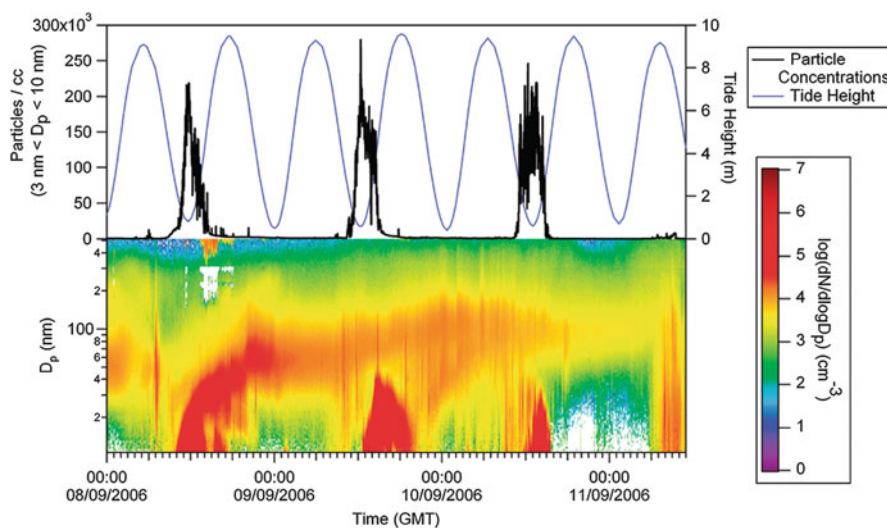 300x10³
250
200
150
100
50
0
Particles / cc
(3 nm < Dp < 10 nm)
10
8
6
4
2
0
Tide Height (m)
Particle
Concentrations
Tide Height
4
2
100
8
6
4
2
Dp (nm)
7
6
5
4
3
2
1
0
log(dN/dlogDp) (cm⁻³)
00:00 00:00 00:00 00:00
08/09/2006 09/09/2006 10/09/2006 11/09/2006
Time (GMT)